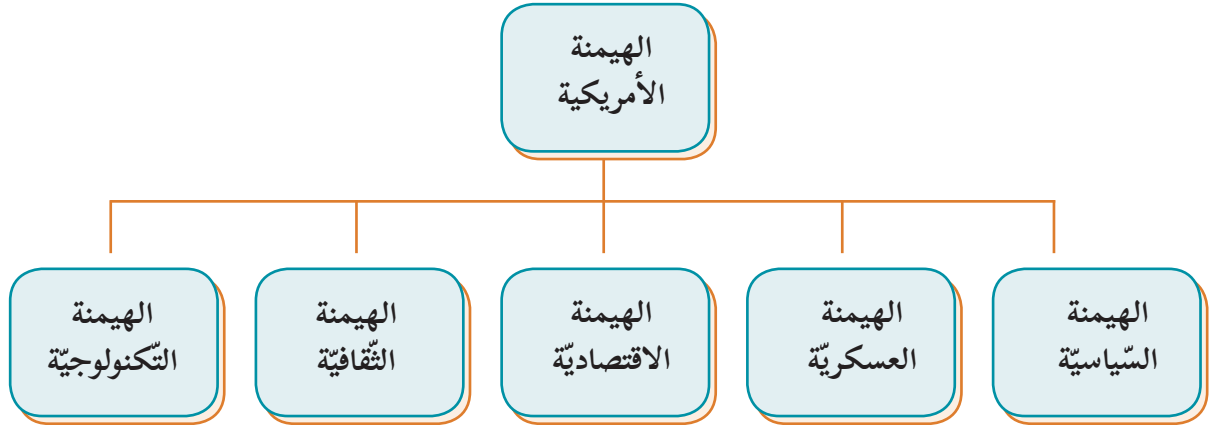 الهيمنة
الأمريكية
الهيمنة
السّياسيّة
الهيمنة
العسكريّة
الهيمنة
الاقتصاديّة
الهيمنة
الثّقافيّة
الهيمنة
التّكنولوجيّة